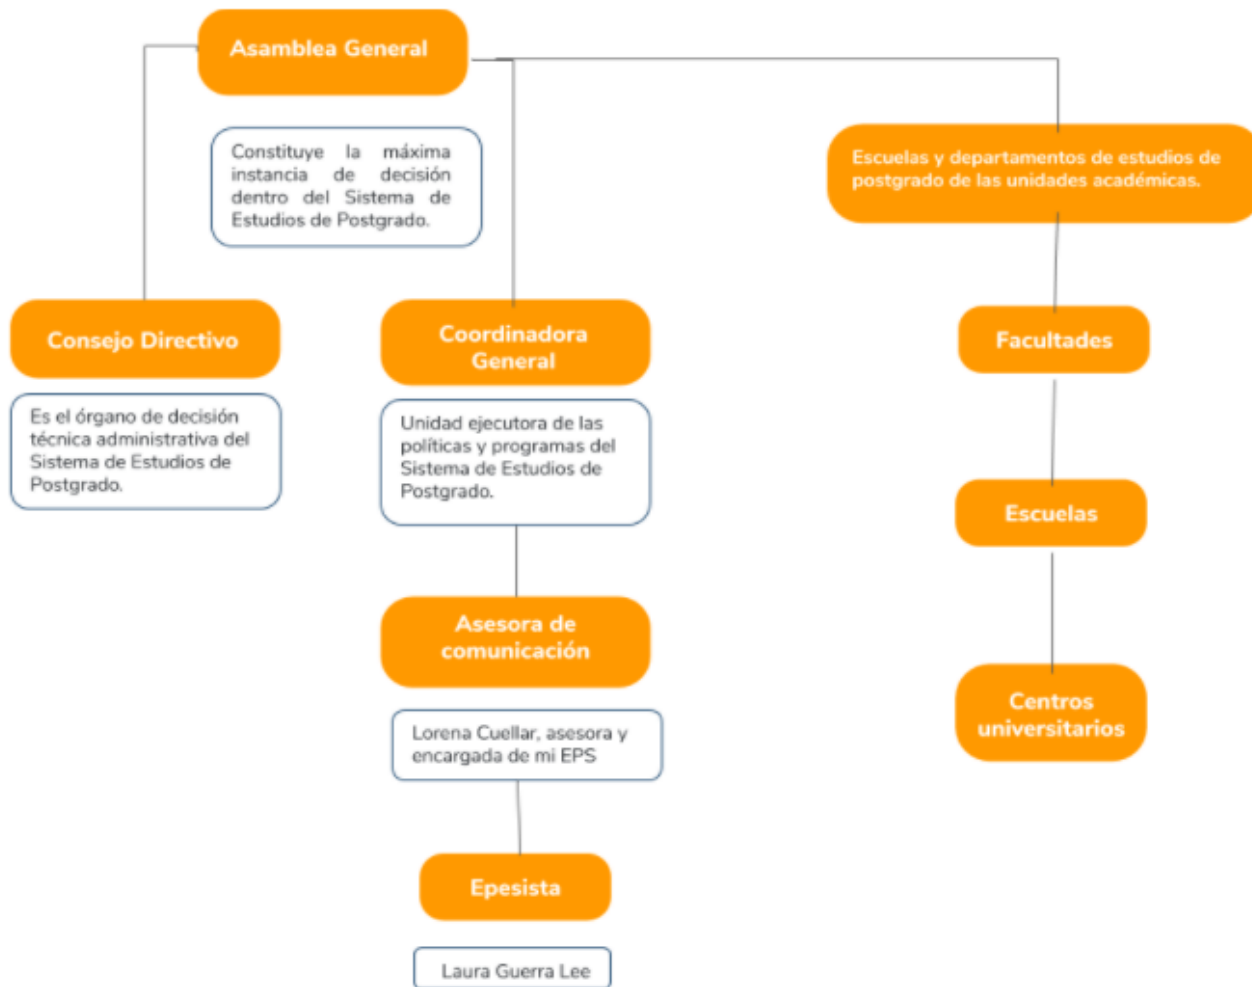 Asamblea General
Constituye la máxima
instancia de decisión
dentro del Sistema de
Estudios de Postgrado.
Escuelas y departamentos de estudios de
postgrado de las unidades académicas.
Consejo Directivo
Es el órgano de decisión
técnica administrativa del
Sistema de Estudios de
Postgrado.
Coordinadora
General
Unidad ejecutora de las
políticas y programas del
Sistema de Estudios de
Postgrado.
Facultades
Escuelas
Asesora de
comunicación
Lorena Cuellar, asesora y
encargada de mi EPS
Centros
universitarios
Epesista
Laura Guerra Lee